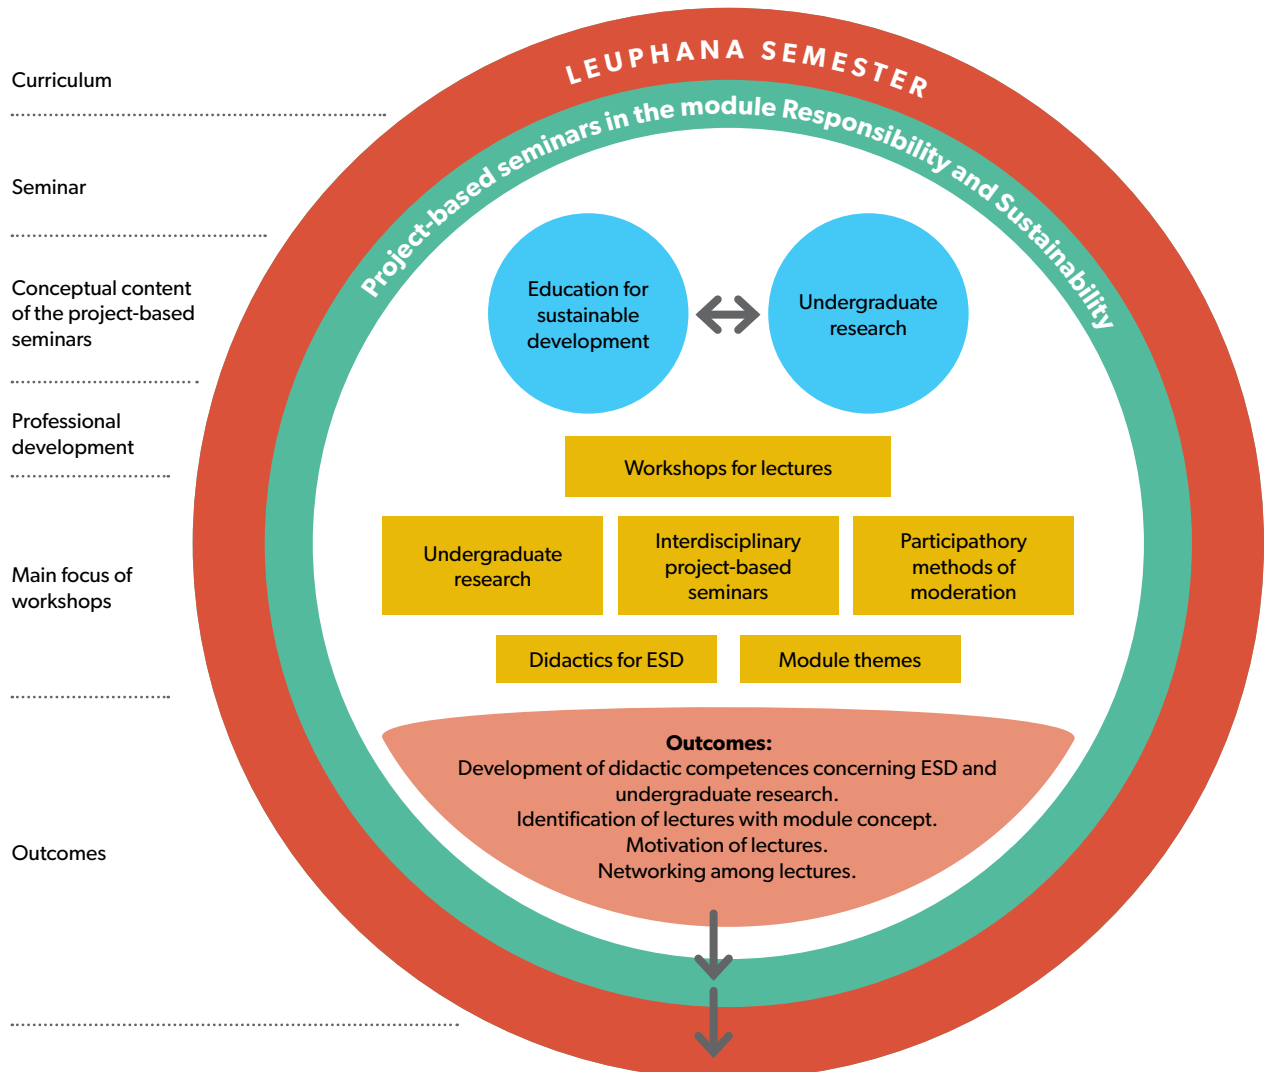 Curriculum
LEUPHANA SEMESTER
Project-based seminars in the module Responsibility and Sustainability
Seminar
Conceptual content
of the project-based
seminars
Education for
sustainable
development
Undergraduate
research
Professional
development
Workshops for lectures
Main focus of
workshops
Undergraduate
research
Interdisciplinary
project-based
seminars
Participathory
methods of
moderation
Didactics for ESD
Module themes
Outcomes
Outcomes:
Development of didactic competences concerning ESD and
undergraduate research.
Identification of lectures with module concept.
Motivation of lectures.
Networking among lectures.